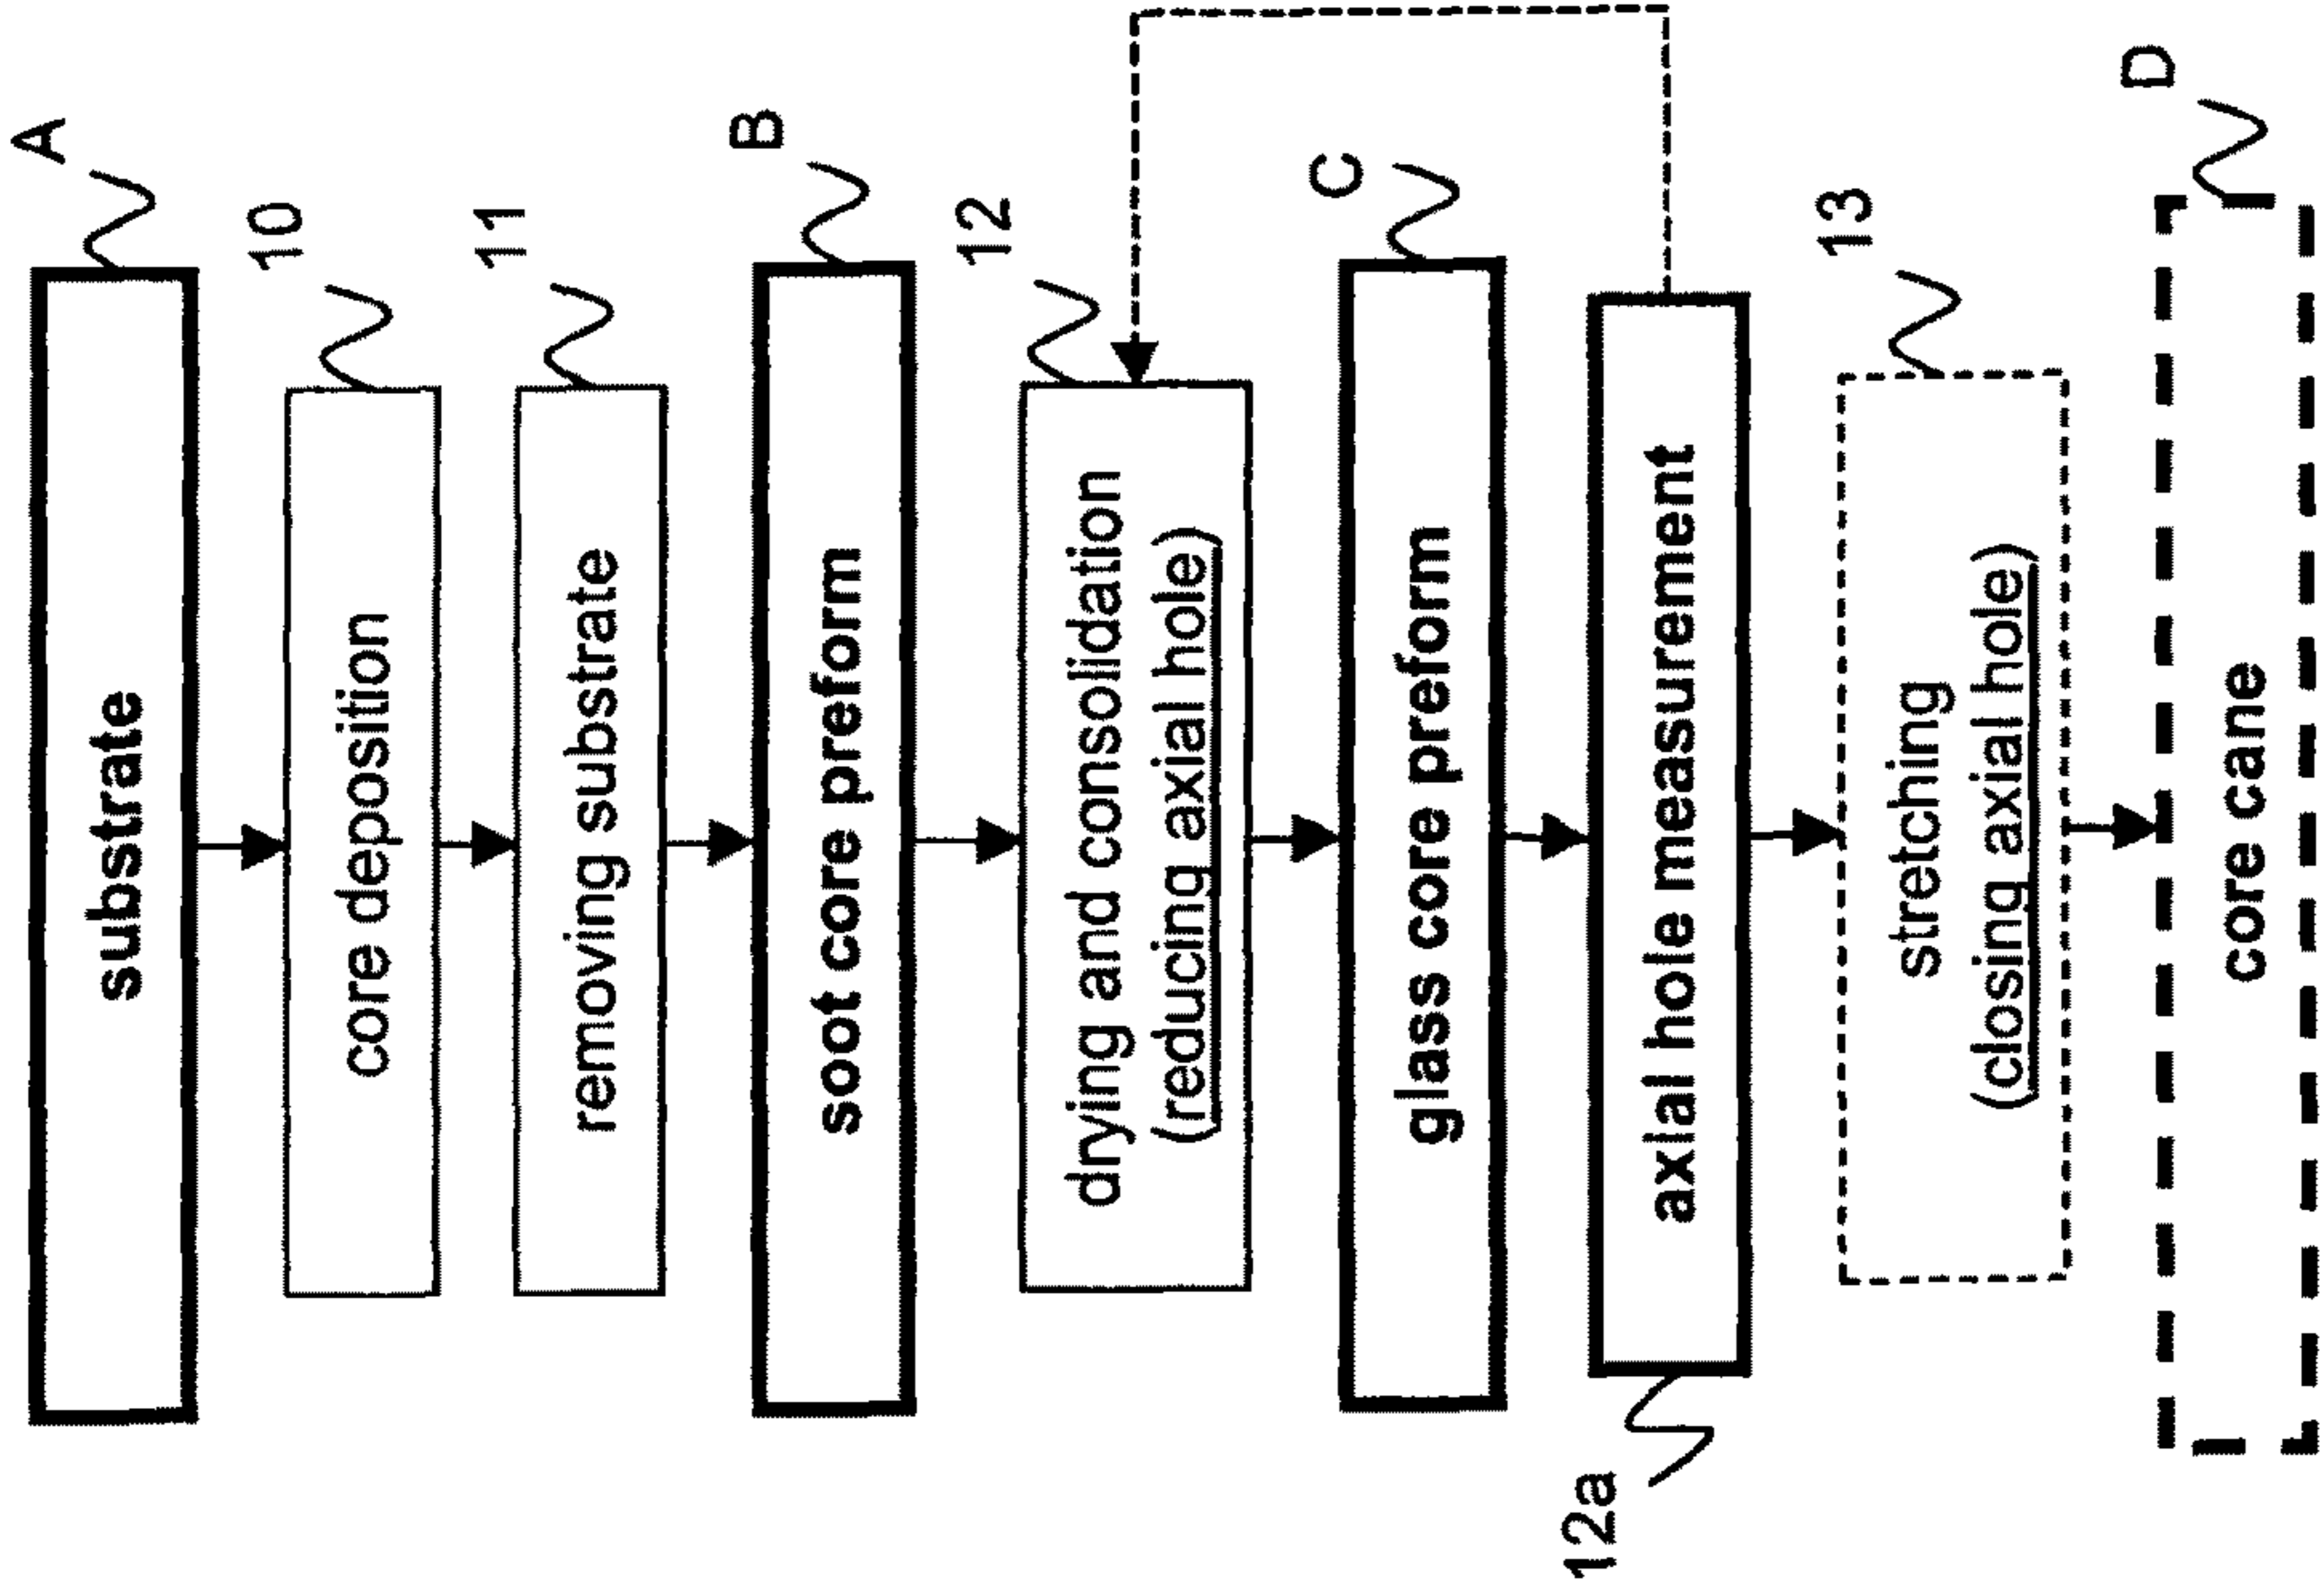 A
substrate
10
core deposition
11
removing substrate
B
soot core preform
12
drying and consolidation
(reducing axial hole)
C
glass core preform
12a
axial hole measurement
13
stretching
(closing axial hole)
D
core cane